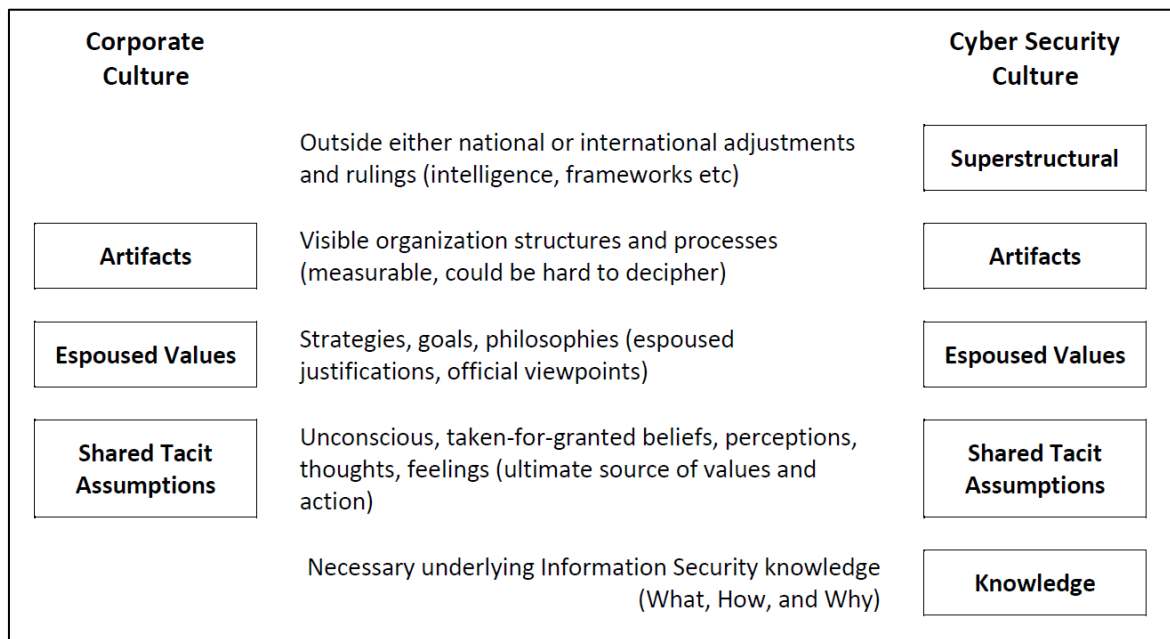 Corporate
Culture
Cyber Security
Culture
Outside either national or international adjustments
and rulings (intelligence, frameworks etc)
Superstructural
Artifacts
Visible organization structures and processes
(measurable, could be hard to decipher)
Artifacts
Espoused Values
Strategies, goals, philosophies (espoused
justifications, official viewpoints)
Espoused Values
Shared Tacit
Assumptions
Unconscious, taken-for-granted beliefs, perceptions,
thoughts, feelings (ultimate source of values and
action)
Shared Tacit
Assumptions
Necessary underlying Information Security knowledge
(What, How, and Why)
Knowledge